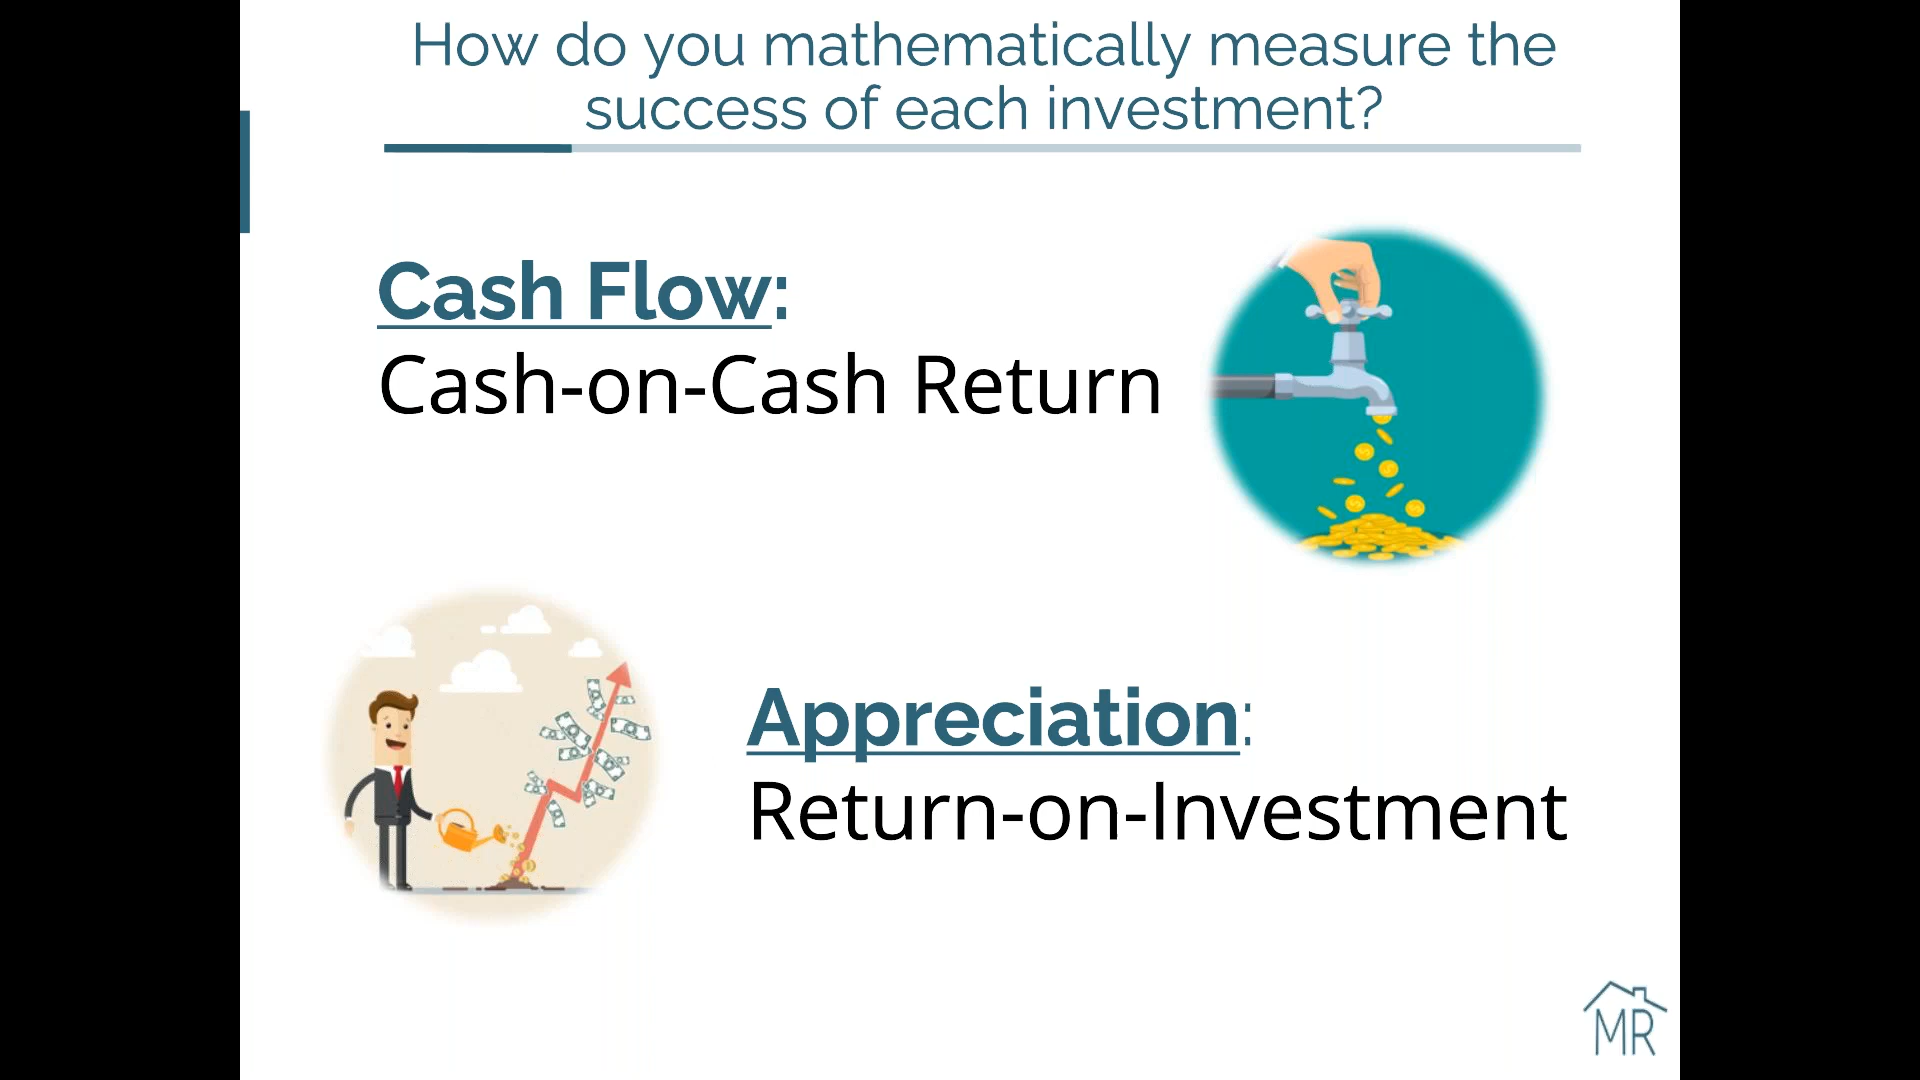 How do you mathematically measure the
success of each investment?
Cash Flow:
Cash-on-Cash Return
Appreciation:
Return-on-Investment
MR